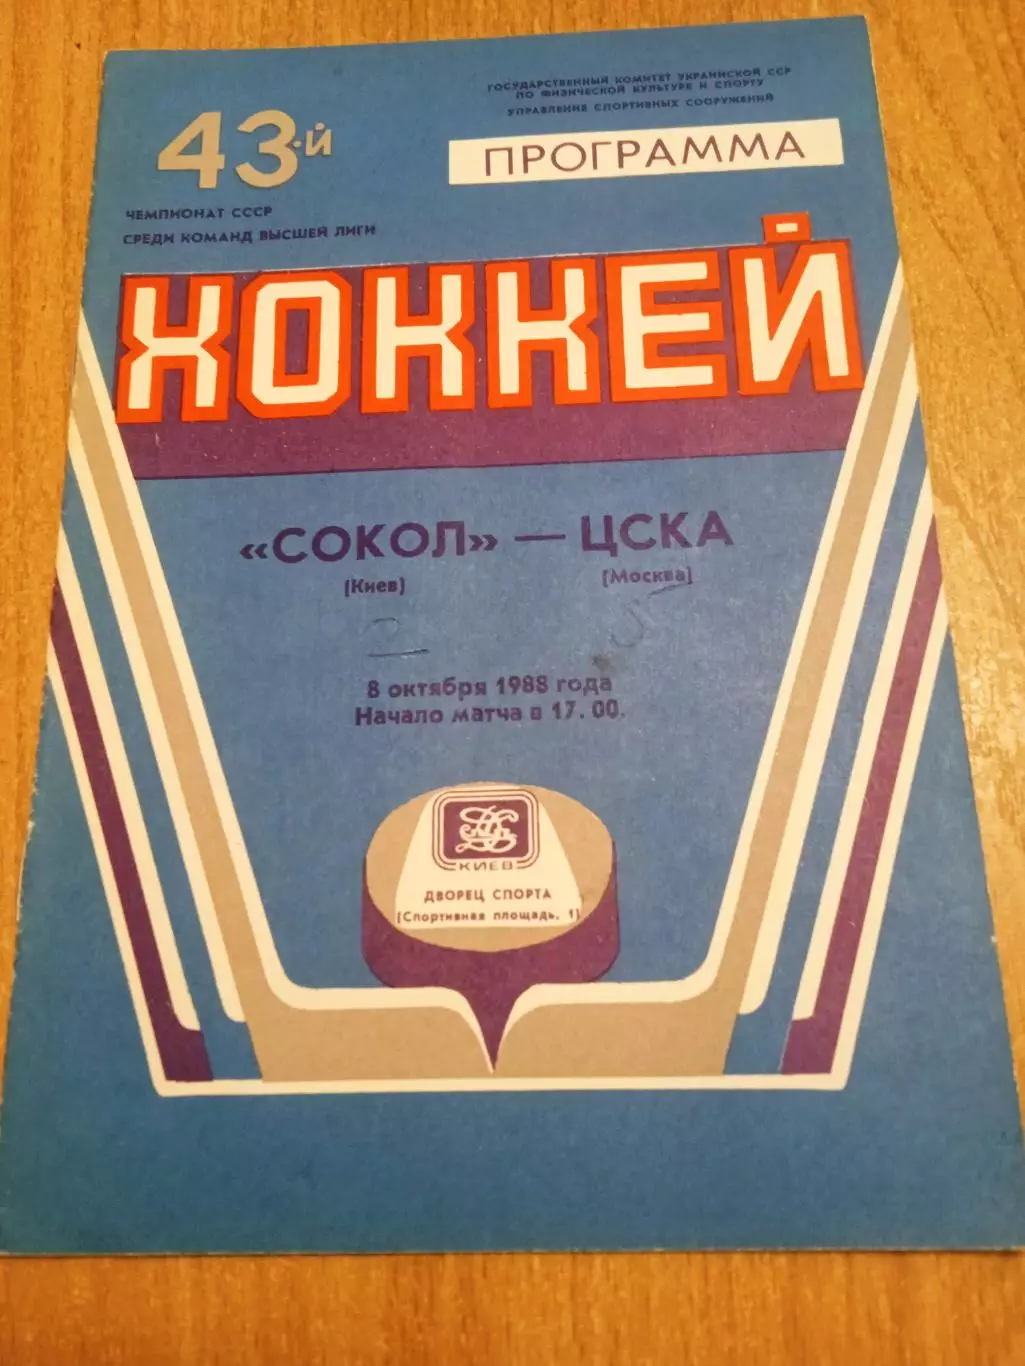 ГОСУДАРСТВЕННЫЙ КОМИТЕТ УКРАИНСКОЙ ССР
ПО ФИЗИЧЕСКОЙ КУЛЬТУРЕ И СПОРТУ
УПРАВЛЕНИЕ СПОРТИВНЫХ СООРУЖЕНИЙ
43-й
ПРОГРАММА
ЧЕМПИОНАТ СССР
СРЕДИ КОМАНД ВЫСШЕЙ ЛИГИ
ХОККЕЙ
«СОКОЛ» — ЦСКА
(Киев) (Москва)
2
8 октября 1988 года
Начало матча в 17.00.
КИЕВ
ДВОРЕЦ СПОРТА
(Спортивная площадь, 1)